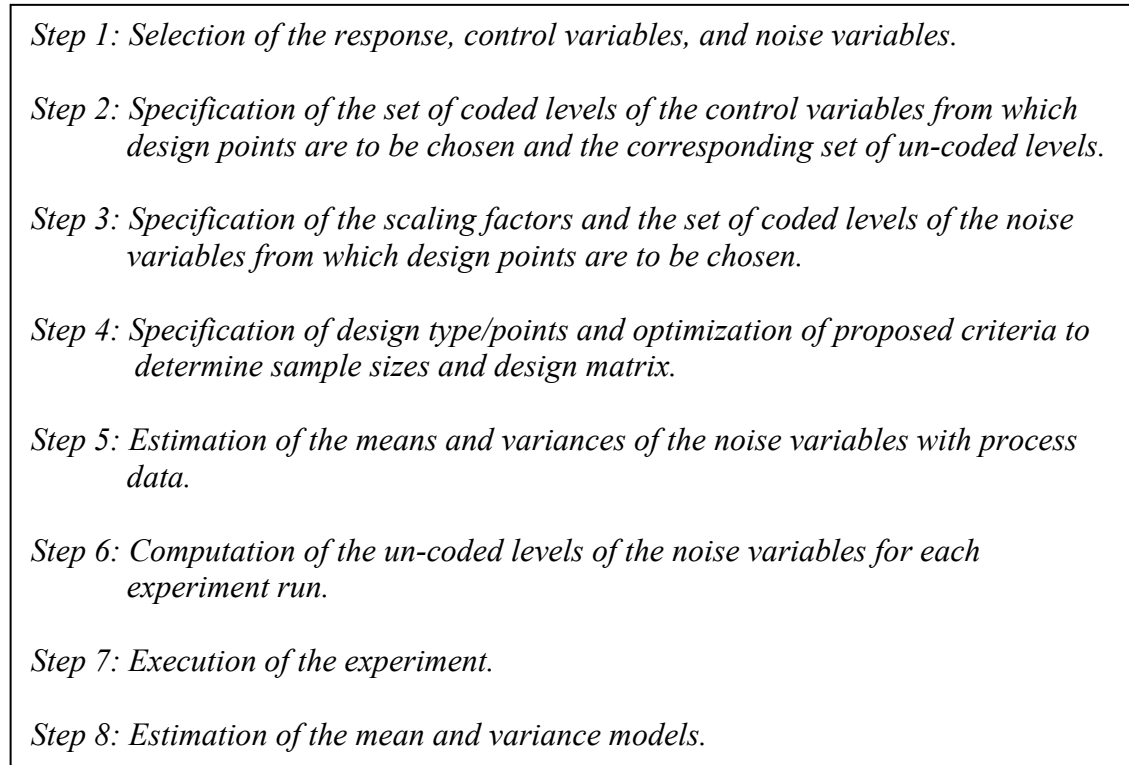 Step 1: Selection of the response, control variables, and noise variables.
Step 2: Specification of the set of coded levels of the control variables from which
design points are to be chosen and the corresponding set of un-coded levels.
Step 3: Specification of the scaling factors and the set of coded levels of the noise
variables from which design points are to be chosen.
Step 4: Specification of design type/points and optimization of proposed criteria to
determine sample sizes and design matrix.
Step 5: Estimation of the means and variances of the noise variables with process
data.
Step 6: Computation of the un-coded levels of the noise variables for each
experiment run.
Step 7: Execution of the experiment.
Step 8: Estimation of the mean and variance models.